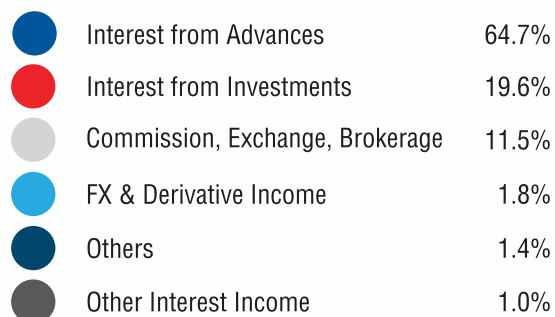 Interest from Advances 64.7%
Interest from Investments 19.6%
Commission, Exchange, Brokerage 11.5%
FX & Derivative Income 1.8%
Others 1.4%
Other Interest Income 1.0%